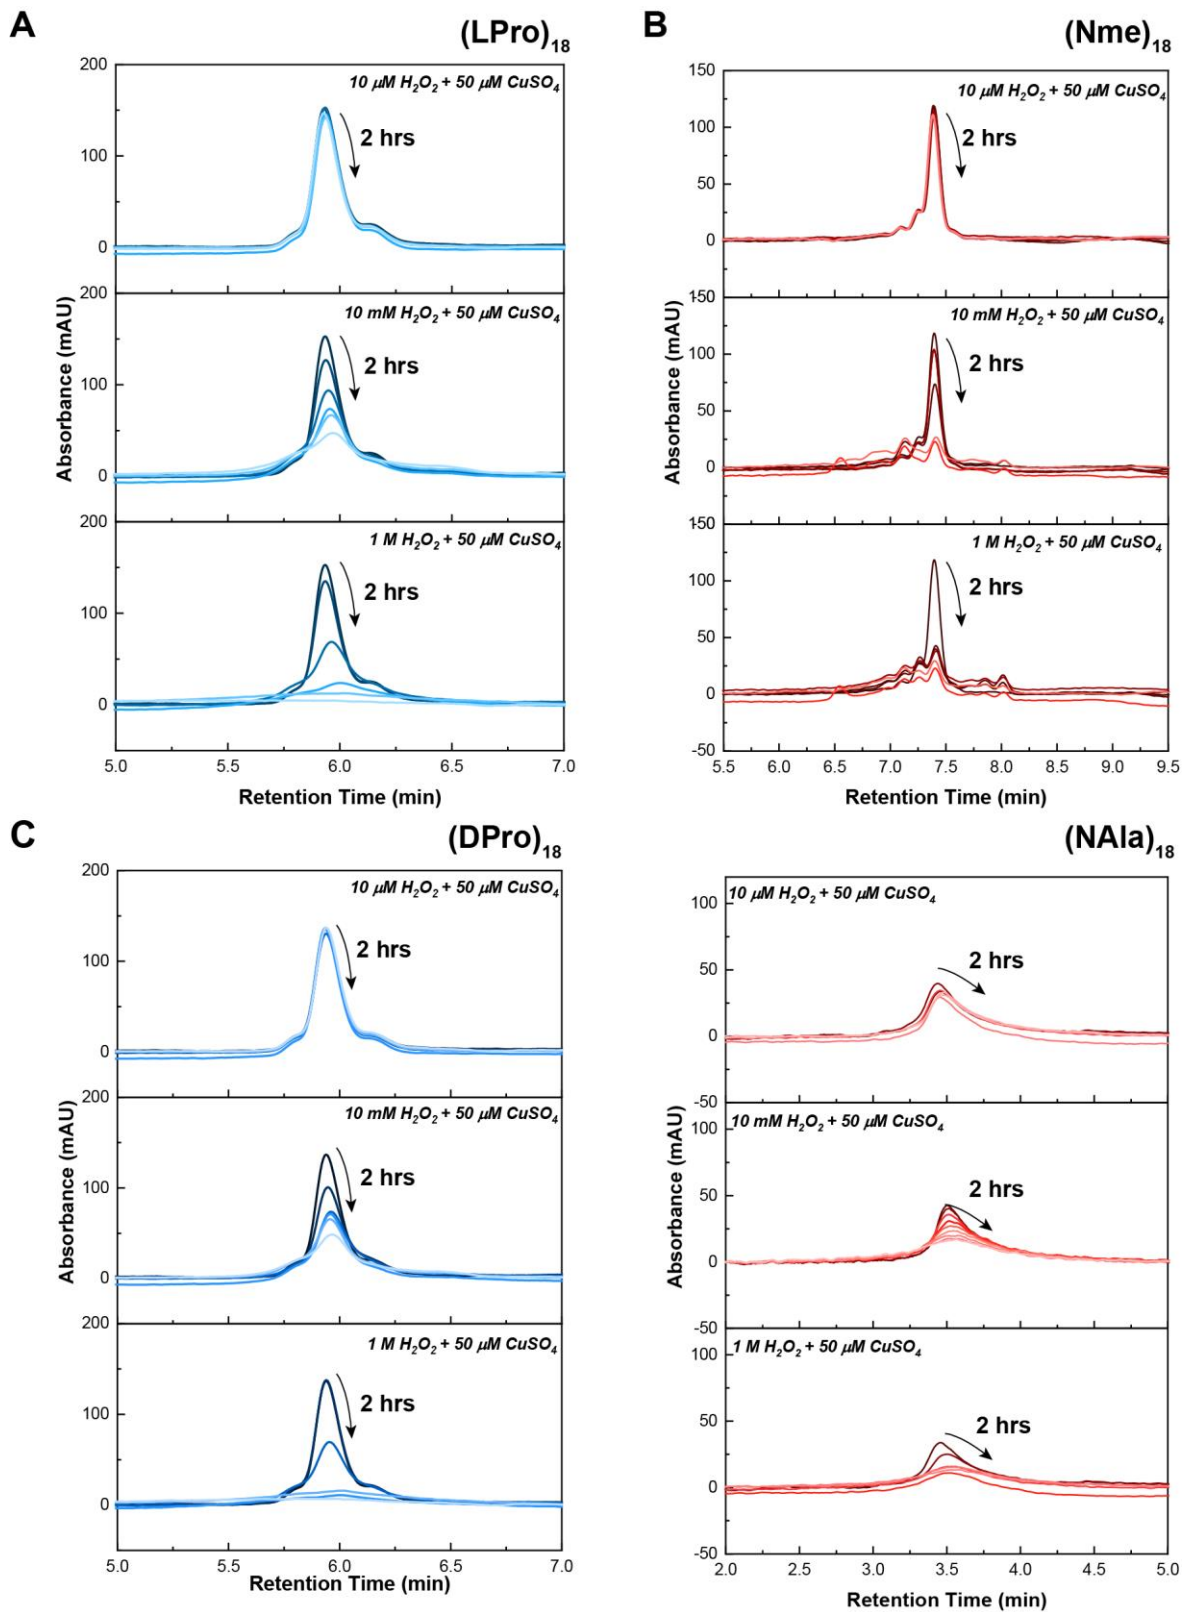 A
(LPro)18
200
10 μM H2O2 + 50 μM CuSO4
2 hrs
100
0
200
10 mM H2O2 + 50 μM CuSO4
2 hrs
100
0
200
1 M H2O2 + 50 μM CuSO4
2 hrs
100
0
5.0 5.5 6.0 6.5 7.0
Absorbance (mAU)
Retention Time (min)
B
(Nme)18
150
10 μM H2O2 + 50 μM CuSO4
2 hrs
100
50
0
150
10 mM H2O2 + 50 μM CuSO4
2 hrs
100
50
0
150
1 M H2O2 + 50 μM CuSO4
2 hrs
100
50
0
-50
5.5 6.0 6.5 7.0 7.5 8.0 8.5 9.0 9.5
Absorbance (mAU)
Retention Time (min)
C
(DPro)18
200
10 μM H2O2 + 50 μM CuSO4
2 hrs
100
0
200
10 mM H2O2 + 50 μM CuSO4
2 hrs
100
0
200
1 M H2O2 + 50 μM CuSO4
2 hrs
100
0
5.0 5.5 6.0 6.5 7.0
Absorbance (mAU)
Retention Time (min)
(NAla)18
10 μM H2O2 + 50 μM CuSO4
100
2 hrs
50
0
-50
10 mM H2O2 + 50 μM CuSO4
100
2 hrs
50
0
-50
1 M H2O2 + 50 μM CuSO4
100
2 hrs
50
0
-50
2.0 2.5 3.0 3.5 4.0 4.5 5.0
Absorbance (mAU)
Retention Time (min)